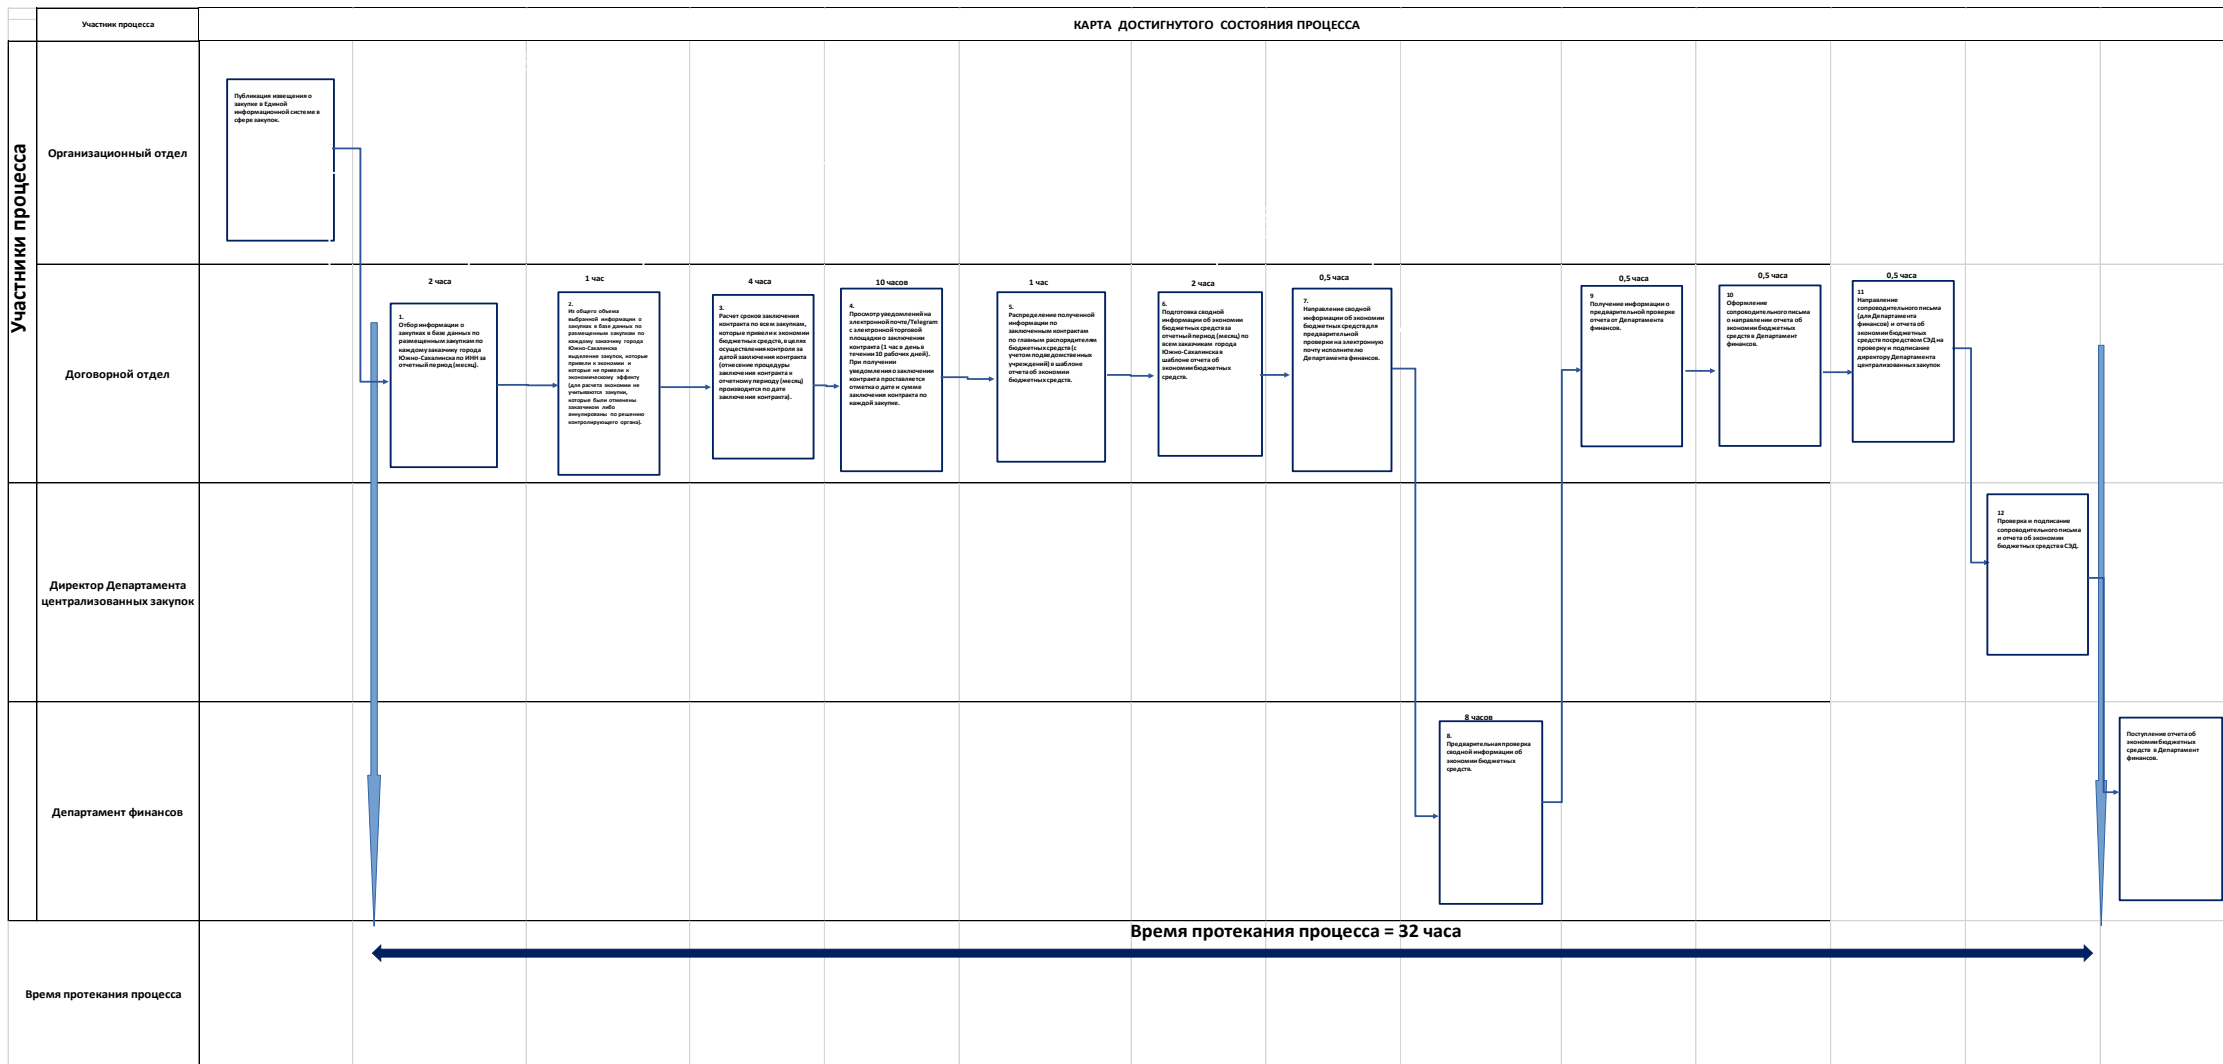 Участник процесса
КАРТА ДОСТИГНУТОГО СОСТОЯНИЯ ПРОЦЕССА
Участники процесса
Организационный отдел
Публикация извещения о
закупке в Единой
информационной системе в
сфере закупок.
Договорной отдел
2 часа
1.
Отбор информации о
закупках в базе данных по
размещенным закупкам по
каждому заказчику города
Южно-Сахалинска по ИНН за
отчетный период (месяц).
1 час
2.
Из общего объема
выбранной информации о
закупках в базе данных по
размещенным закупкам по
каждому заказчику города
Южно-Сахалинска
выделение закупок, которые
привели к экономии и
которые не привели к
экономическому эффекту
(для расчета экономии не
учитываются закупки,
которые были отменены
заказчиком либо
аннулированы по решению
контролирующего органа).
4 часа
3.
Расчет сроков заключения
контракта по всем закупкам,
которые привели к экономии
бюджетных средств, в целях
осуществления контроля за
датой заключения контракта
(отнесение процедуры
заключения контракта к
отчетному периоду (месяц)
производится по дате
заключения контракта).
10 часов
4.
Просмотр уведомлений на
электронной почте/Telegram
с электронной торговой
площадки о заключении
контракта (1 час в день в
течении 10 рабочих дней).
При получении
уведомления о заключении
контракта проставляется
отметка о дате и сумме
заключения контракта по
каждой закупке.
1 час
5.
Распределение полученной
информации по
заключенным контрактам
по главным распорядителям
бюджетных средств (с
учетом подведомственных
учреждений) в шаблоне
отчета об экономии
бюджетных средств.
2 часа
6.
Подготовка сводной
информации об экономии
бюджетных средств за
отчетный период (месяц) по
всем заказчикам города
Южно-Сахалинска в
шаблоне отчета об
экономии бюджетных
средств.
0,5 часа
7.
Направление сводной
информации об экономии
бюджетных средств для
предварительной
проверки на электронную
почту исполнителю
Департамента финансов.
0,5 часа
9
Получение информации о
предварительной проверке
отчета от Департамента
финансов.
0,5 часа
10
Оформление
сопроводительного письма
о направлении отчета об
экономии бюджетных
средств в Департамент
финансов.
0,5 часа
11
Направление
сопроводительного письма
(для Департамента
финансов) и отчета об
экономии бюджетных
средств посредством СЭД на
проверку и подписание
директору Департамента
централизованных закупок
Директор Департамента
централизованных закупок
12
Проверка и подписание
сопроводительного письма
и отчета об экономии
бюджетных средств в СЭД.
Департамент финансов
8 часов
8.
Предварительная проверка
сводной информации об
экономии бюджетных
средств.
Поступление отчета об
экономии бюджетных
средств в Департамент
финансов.
Время протекания процесса = 32 часа
Время протекания процесса